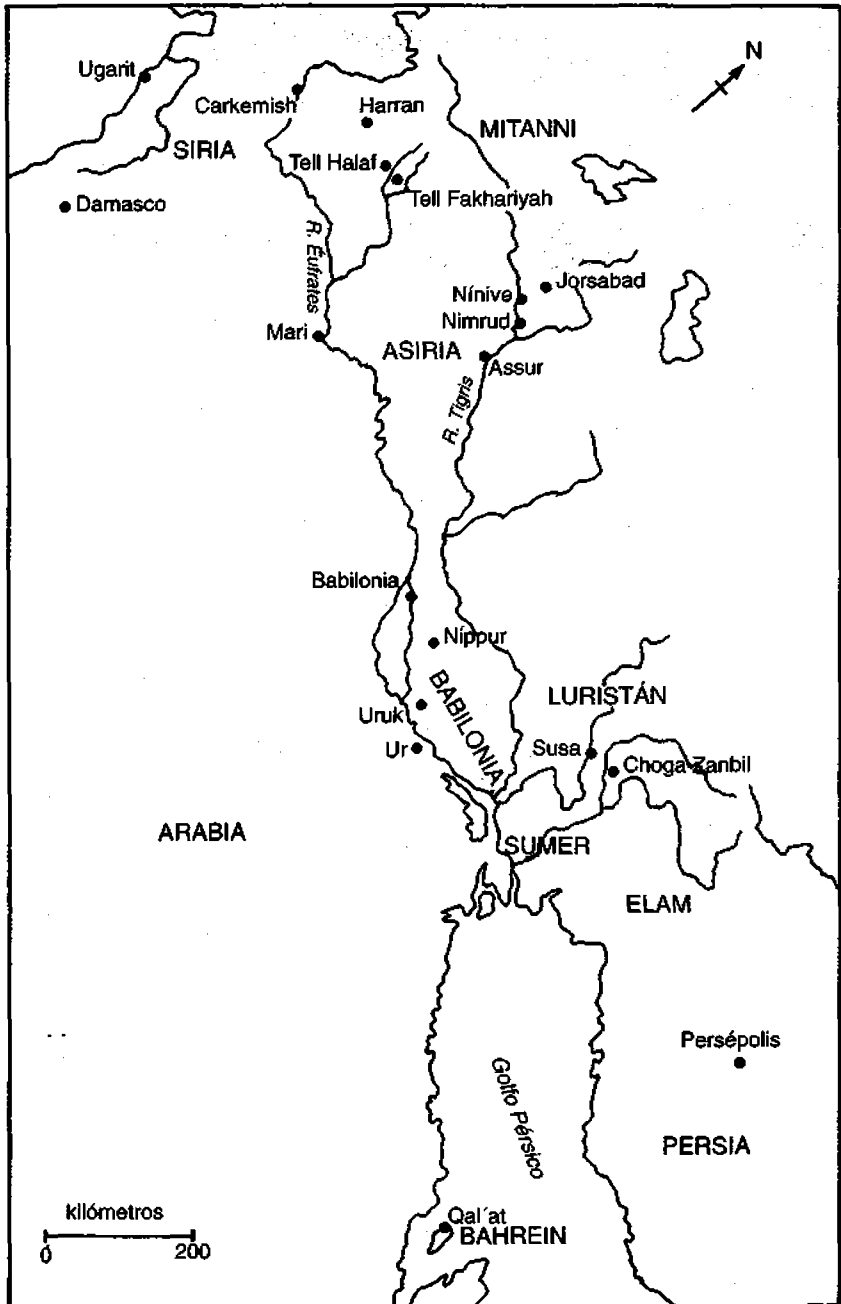 N
Ugarit
Carkemish
Harran
MITANNI
SIRIA
Tell Halaf
Tell Fakhariyah
Damasco
R. Éufrates
Jorsabad
Nínive
Nimrud
Mari
ASIRIA
Assur
R. Tigris
Babilonia
Nippur
BABILONIA
LURISTÁN
Uruk
Ur
Susa
Choga Zanbil
ARABIA
SUMER
ELAM
Persépolis
Golfo Pérsico
PERSIA
kilómetros
0 200
Qal´at
BAHREIN